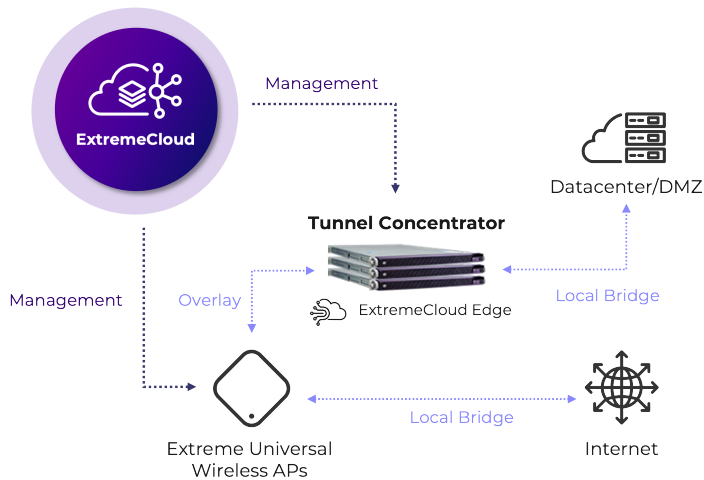 ExtremeCloud
Management
Datacenter/DMZ
Tunnel Concentrator
Management
Overlay
Local Bridge
ExtremeCloud Edge
Local Bridge
Extreme Universal
Wireless APs
Internet